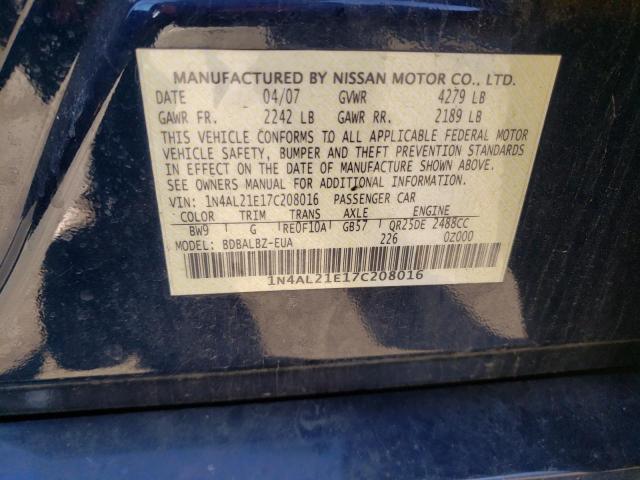 MANUFACTURED BY NISSAN MOTOR CO., LTD.
DATE 04/07 GVWR 4279 LB
GAWR FR. 2242 LB GAWR RR. 2189 LB
THIS VEHICLE CONFORMS TO ALL APPLICABLE FEDERAL MOTOR
VEHICLE SAFETY, BUMPER AND THEFT PREVENTION STANDARDS
IN EFFECT ON THE DATE OF MANUFACTURE SHOWN ABOVE.
SEE OWNERS MANUAL FOR ADDITIONAL INFORMATION.
VIN: 1N4AL21E17C208016 PASSENGER CAR
COLOR TRIM TRANS AXLE ENGINE
BW9 G RE0F10A GB57 QR25DE 2488CC
MODEL: BDBALBZ-EUA 226 0Z000
1N4AL21E17C208016